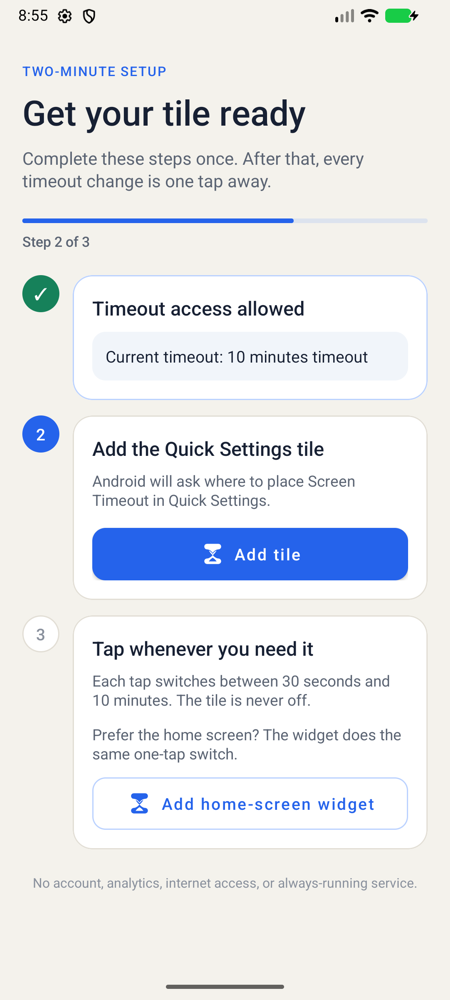 8:55
TWO-MINUTE SETUP
Get your tile ready
Complete these steps once. After that, every
timeout change is one tap away.
Step 2 of 3
✓
Timeout access allowed
Current timeout: 10 minutes timeout
2
Add the Quick Settings tile
Android will ask where to place Screen
Timeout in Quick Settings.
Add tile
3
Tap whenever you need it
Each tap switches between 30 seconds and
10 minutes. The tile is never off.
Prefer the home screen? The widget does the
same one-tap switch.
Add home-screen widget
No account, analytics, internet access, or always-running service.